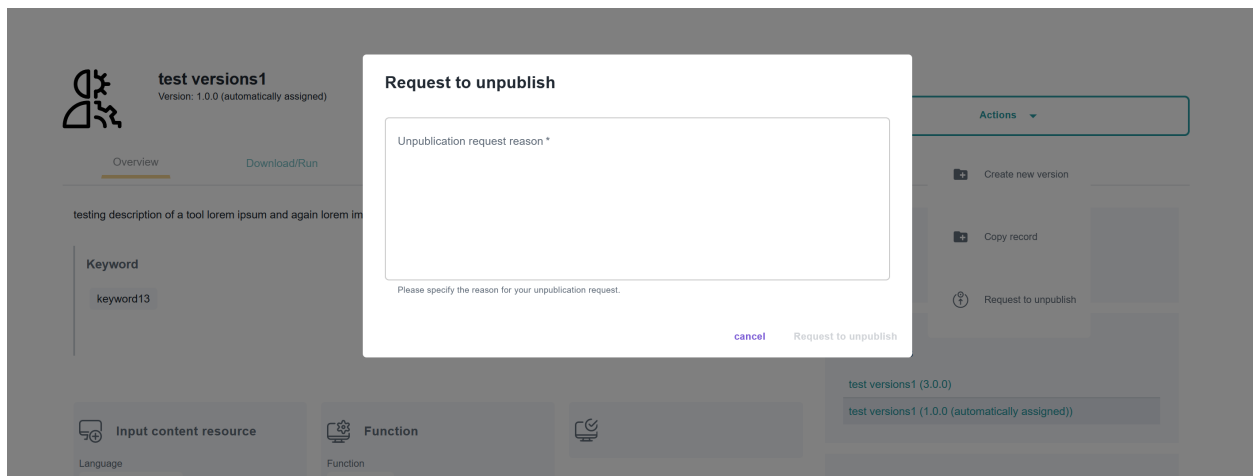 test versions1
Version: 1.0.0 (automatically assigned)
Overview
Download/Run
testing description of a tool lorem ipsum and again lorem im
Keyword
keyword13
Request to unpublish
Unpublication request reason *
Please specify the reason for your unpublication request.
cancel
Request to unpublish
Actions
Create new version
Copy record
Request to unpublish
test versions1 (3.0.0)
test versions1 (1.0.0 (automatically assigned))
Input content resource
Language
Function
Function